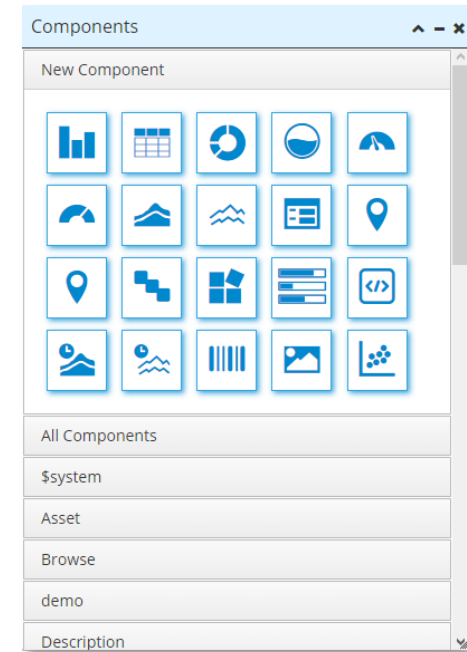 Components
New Component
All Components
$system
Asset
Browse
demo
Description